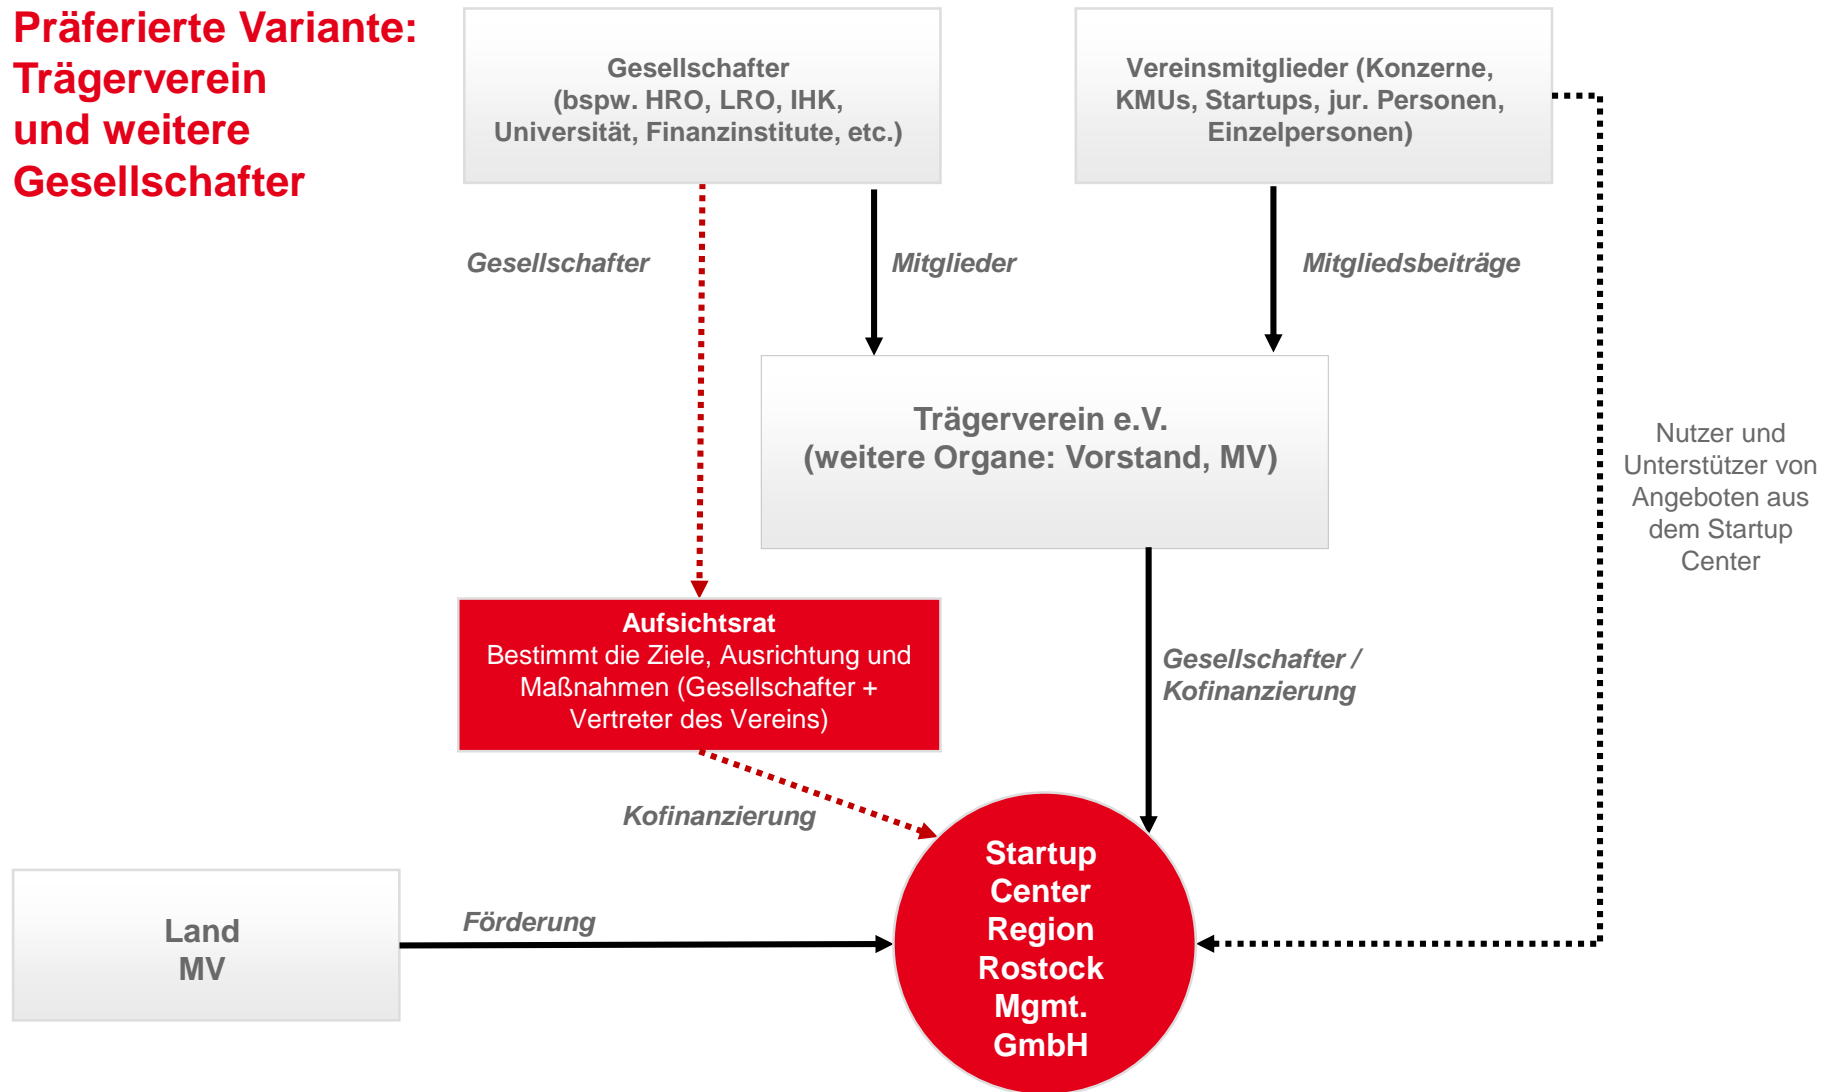 Präferierte Variante:
Trägerverein
und weitere
Gesellschafter
Gesellschafter
(bspw. HRO, LRO, IHK,
Universität, Finanzinstitute, etc.)
Vereinsmitglieder (Konzerne,
KMUs, Startups, jur. Personen,
Einzelpersonen)
Gesellschafter
Mitglieder
Mitgliedsbeiträge
Trägerverein e.V.
(weitere Organe: Vorstand, MV)
Nutzer und
Unterstützer von
Angeboten aus
dem Startup
Center
Aufsichtsrat
Bestimmt die Ziele, Ausrichtung und
Maßnahmen (Gesellschafter +
Vertreter des Vereins)
Gesellschafter /
Kofinanzierung
Kofinanzierung
Land
MV
Förderung
Startup
Center
Region
Rostock
Mgmt.
GmbH